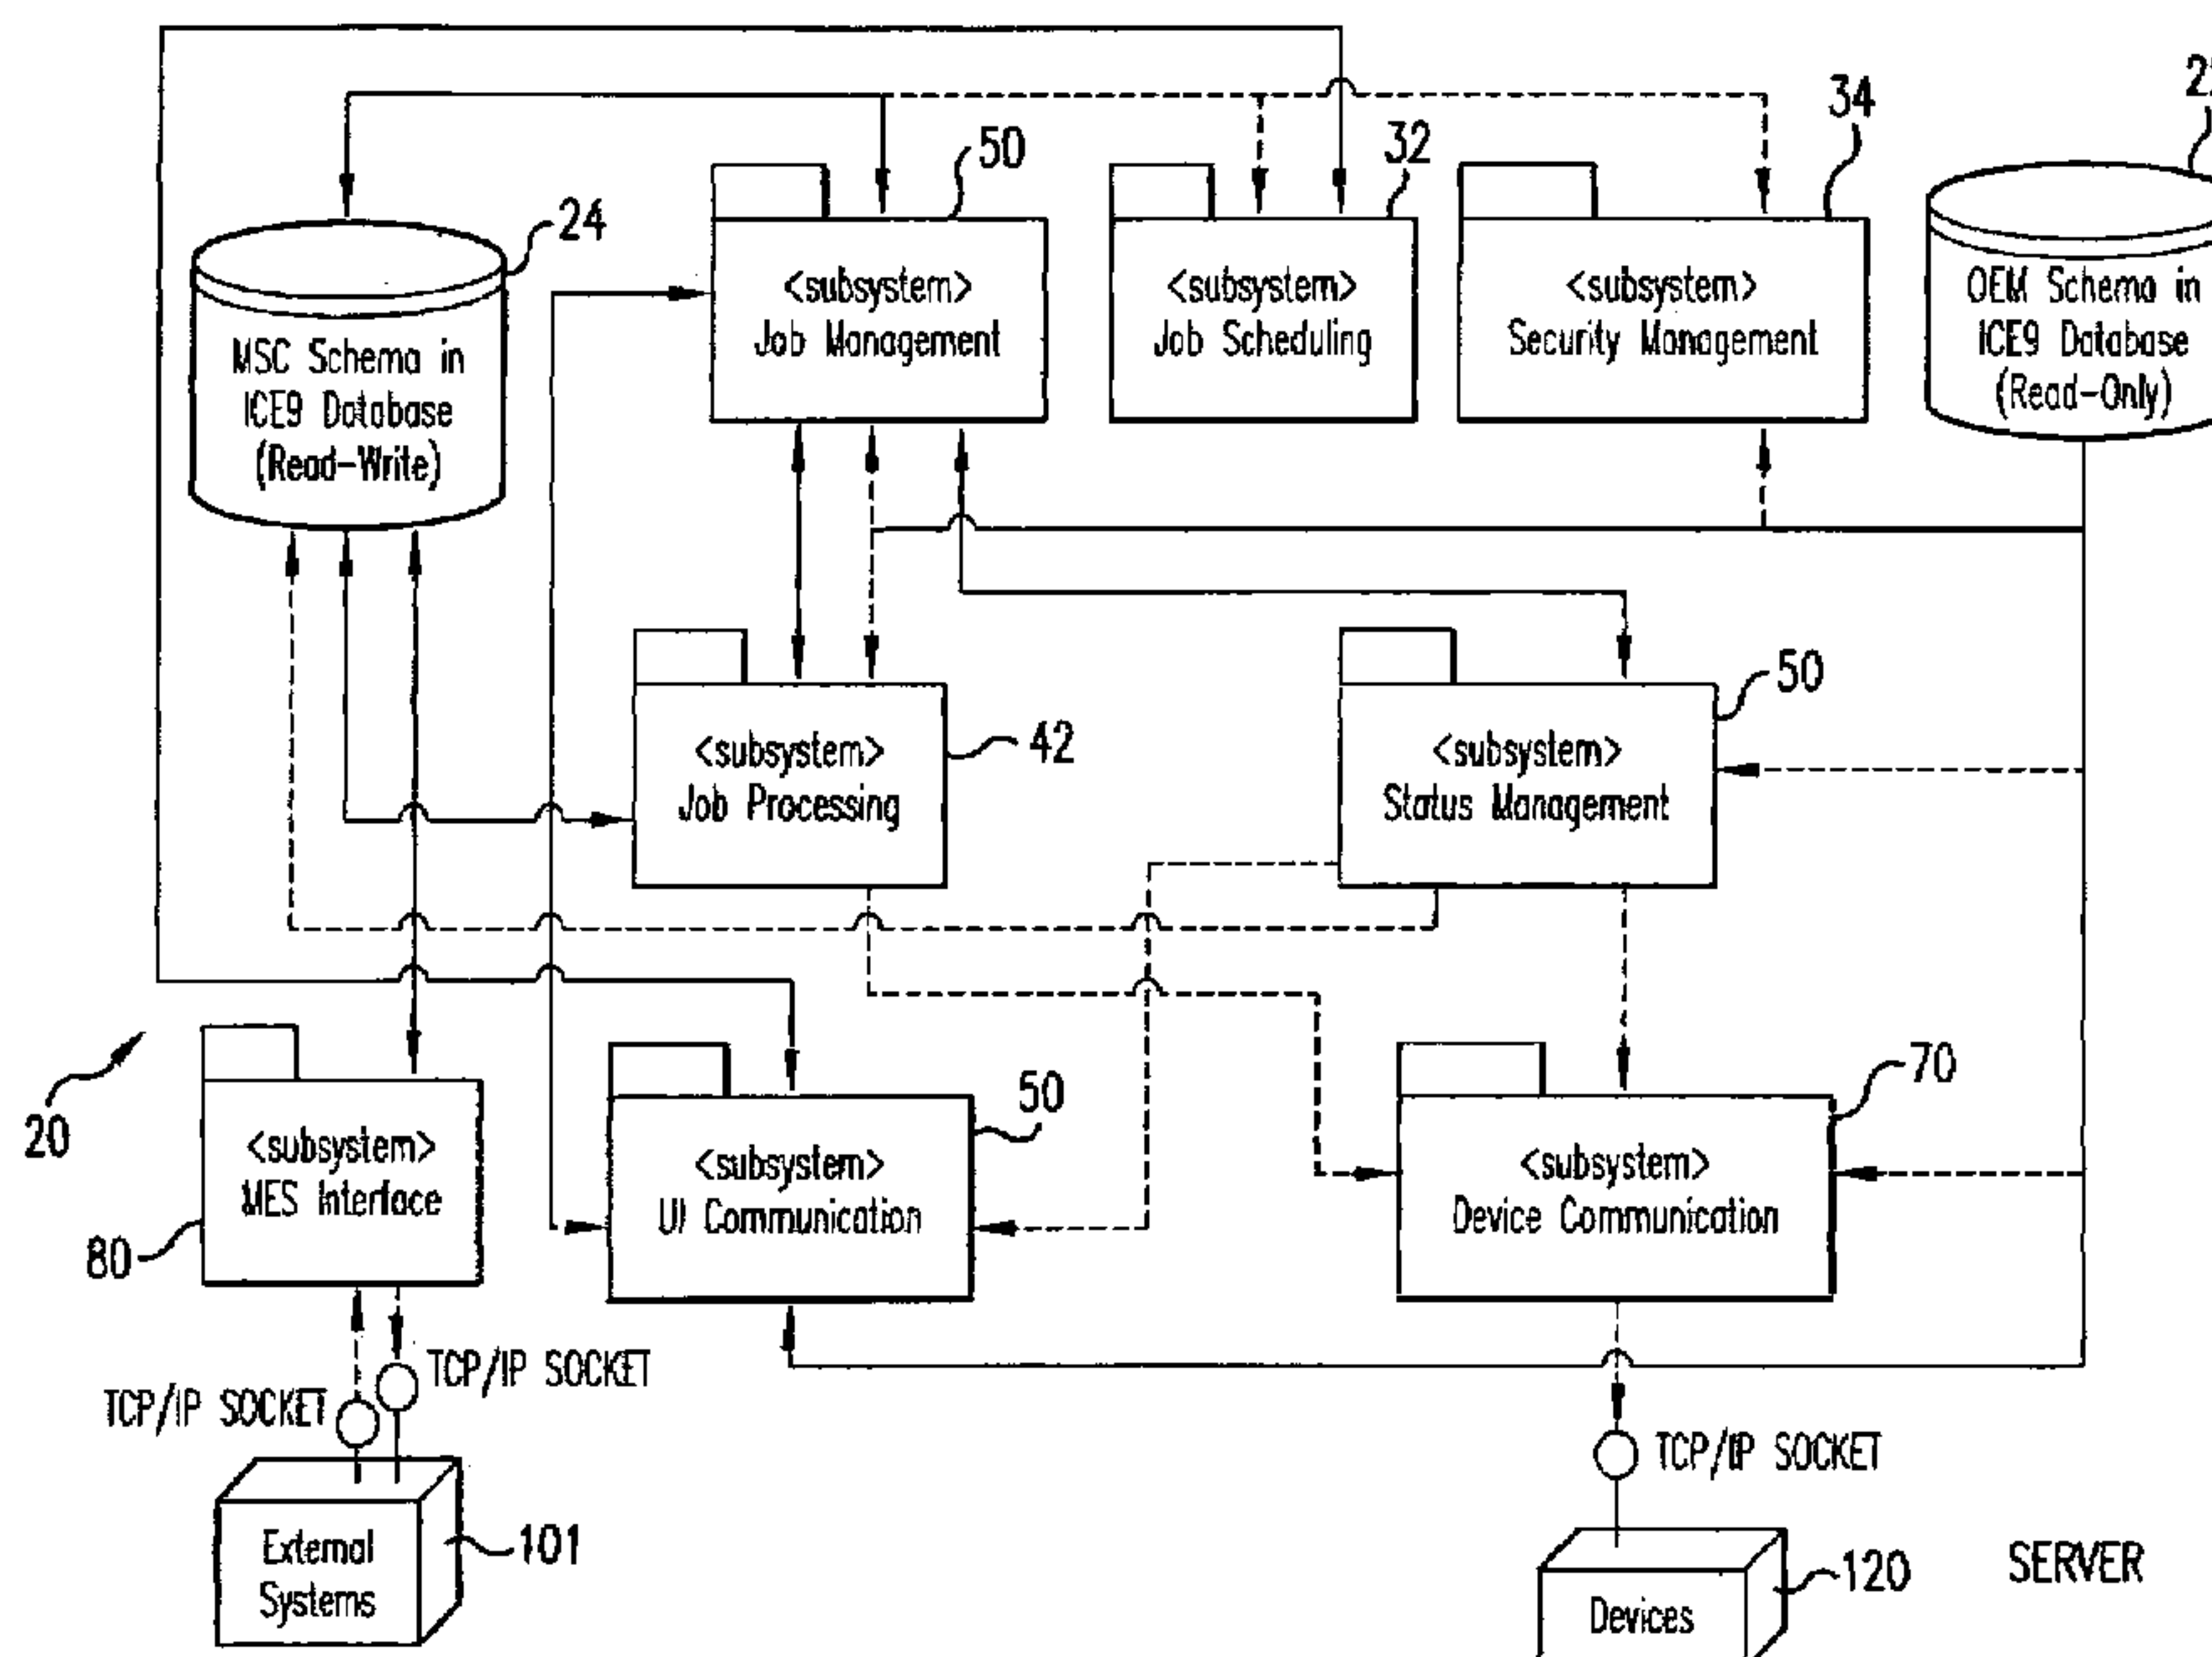 34
50
32
24
<subsystem>
Job Management
<subsystem>
Job Scheduling
<subsystem>
Security Management
OEM Schema in
ICE9 Database
(Read-Only)
MSC Schema in
ICE9 Database
(Read-Write)
50
42
<subsystem>
Job Processing
<subsystem>
Status Management
70
50
20
<subsystem>
MES Interface
<subsystem>
UI Communication
<subsystem>
Device Communication
80
TCP/IP SOCKET
TCP/IP SOCKET
TCP/IP SOCKET
External
Systems
101
120
Devices
SERVER